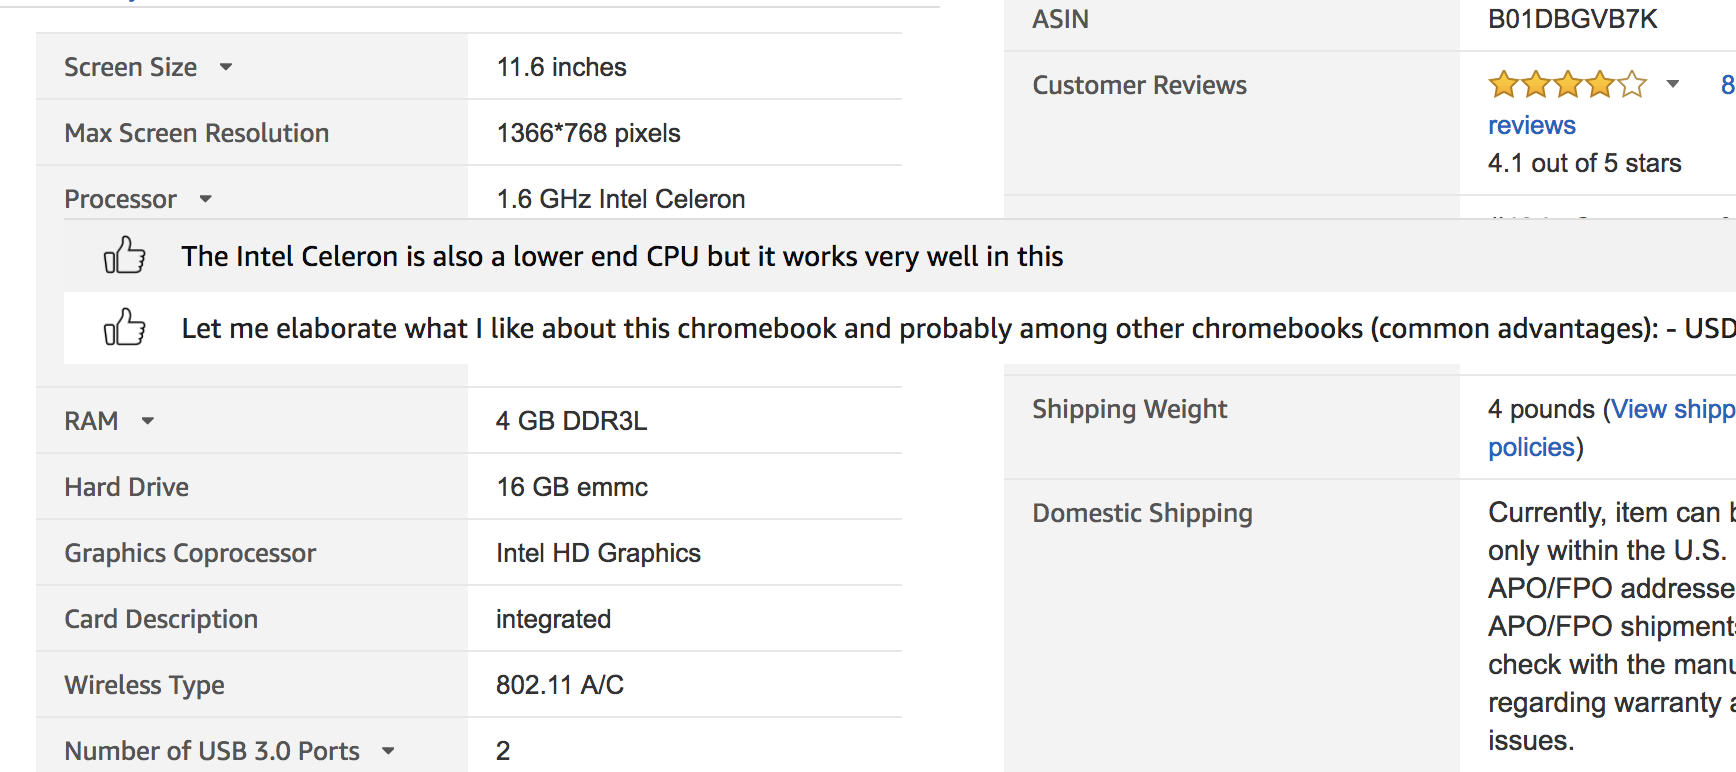 Screen Size
11.6 inches
Max Screen Resolution
1366*768 pixels
Processor
1.6 GHz Intel Celeron
The Intel Celeron is also a lower end CPU but it works very well in this
Let me elaborate what I like about this chromebook and probably among other chromebooks (common advantages): - USD
RAM
4 GB DDR3L
Hard Drive
16 GB emmc
Graphics Coprocessor
Intel HD Graphics
Card Description
integrated
Wireless Type
802.11 A/C
Number of USB 3.0 Ports
2
ASIN
B01DBGVB7K
Customer Reviews
8
reviews
4.1 out of 5 stars
Shipping Weight
4 pounds (View shipp
policies)
Domestic Shipping
Currently, item can b
only within the U.S.
APO/FPO addresse
APO/FPO shipments
check with the manu
regarding warranty a
issues.